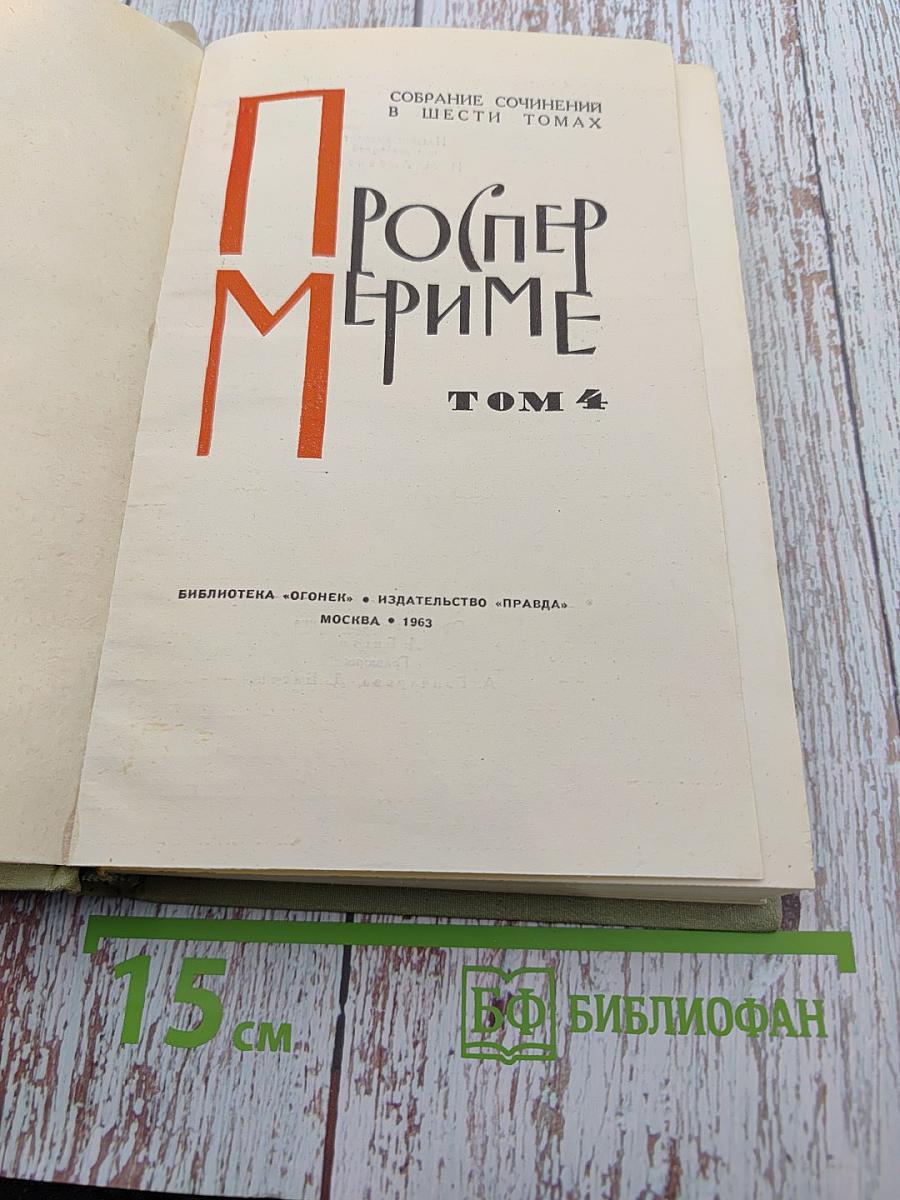 СОБРАНИЕ СОЧИНЕНИЙ
В ШЕСТИ ТОМАХ
ПРОСПЕР
МЕРИМЕ
ТОМ 4
БИБЛИОТЕКА «ОГОНЕК» • ИЗДАТЕЛЬСТВО «ПРАВДА»
МОСКВА • 1963
15 см
БФ БИБЛИОФАН